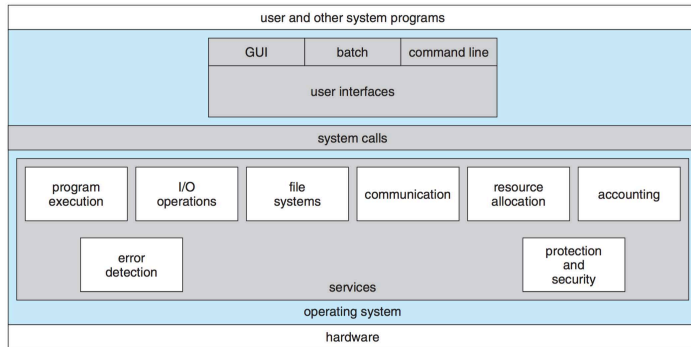 user and other system programs
GUI batch command line
user interfaces
system calls
program
execution
I/O
operations
file
systems
communication
resource
allocation
accounting
error
detection
protection
and
security
services
operating system
hardware